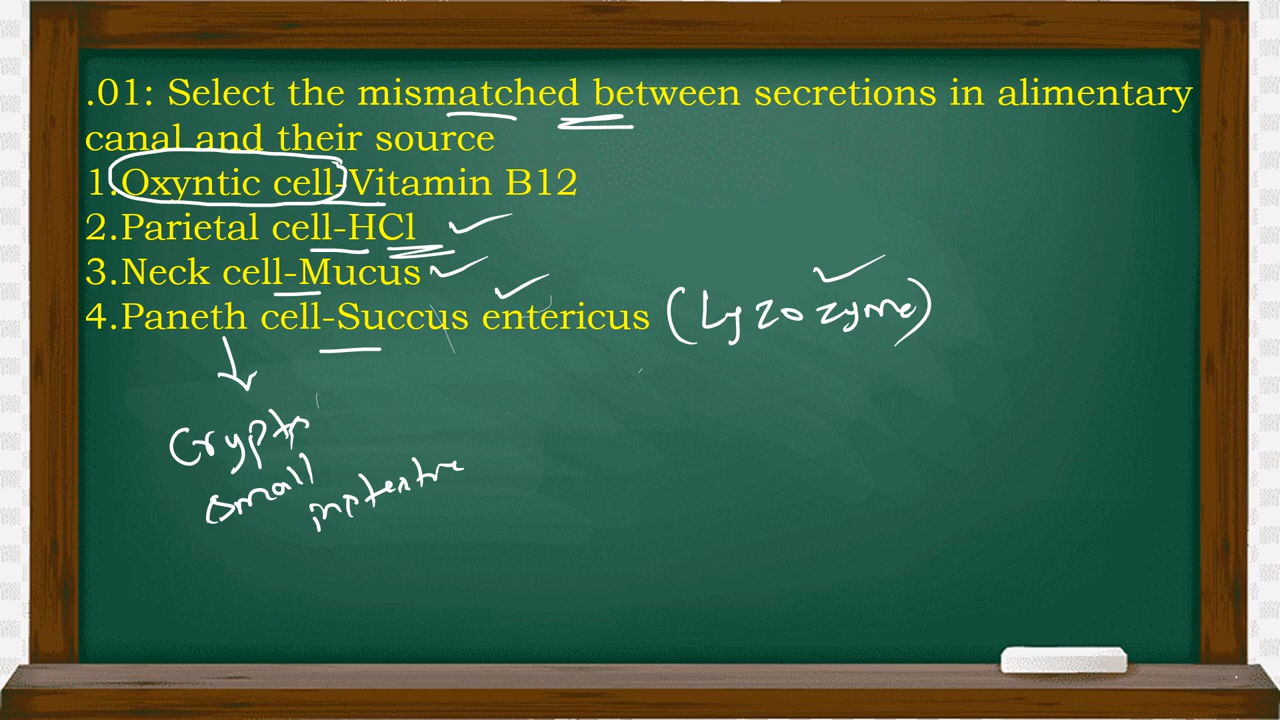 .01: Select the mismatched between secretions in alimentary
canal and their source
1.Oxyntic cell-Vitamin B12
2.Parietal cell-HCl
3.Neck cell-Mucus
4.Paneth cell-Succus entericus (Lyzozyme)
Crypts
small